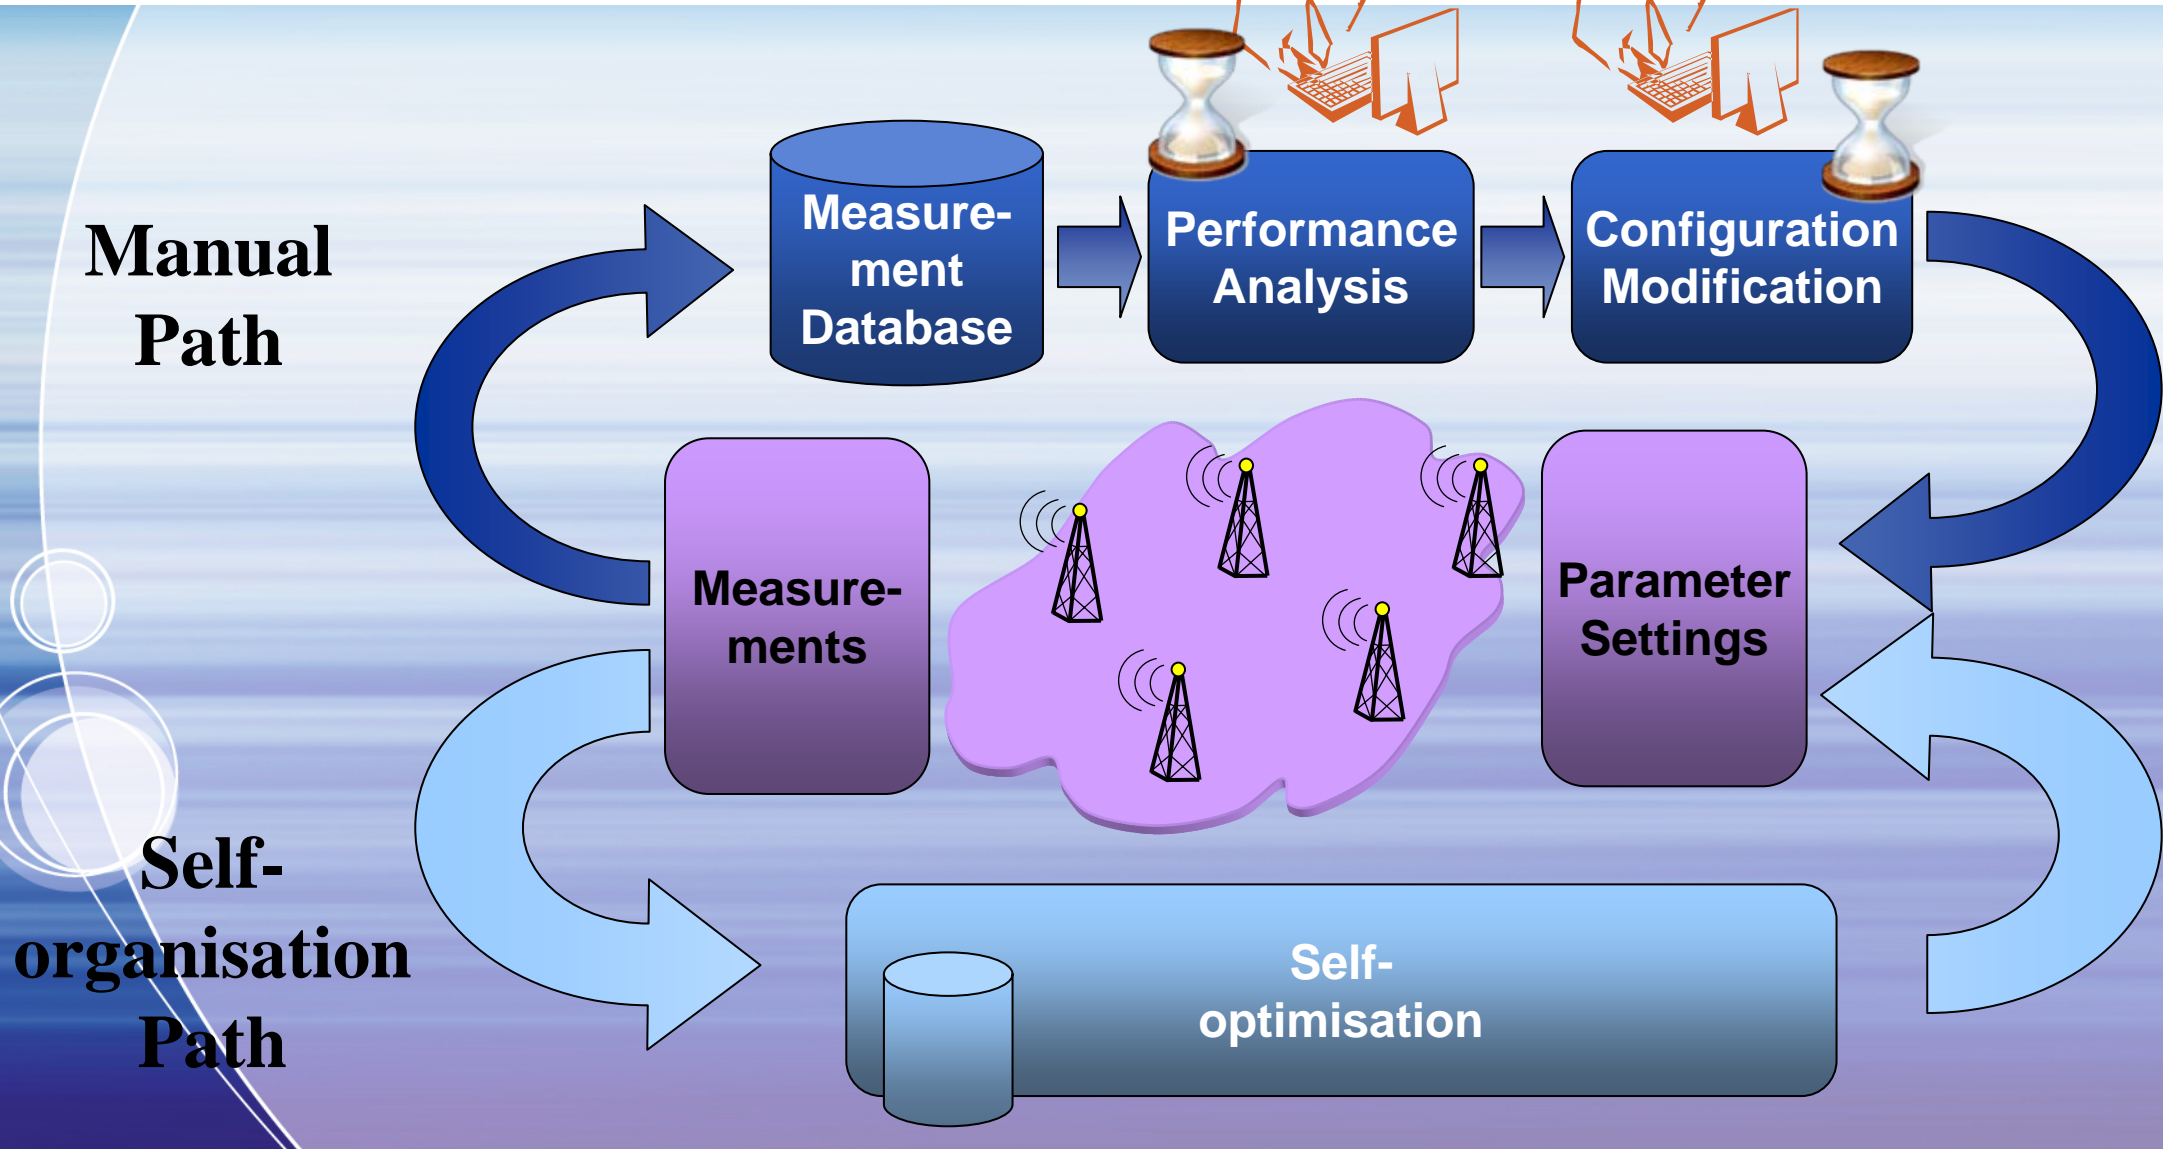 Manual
Path
Measure-
ment
Database
Performance
Analysis
Configuration
Modification
Measure-
ments
Parameter
Settings
Self-
organisation
Path
Self-
optimisation